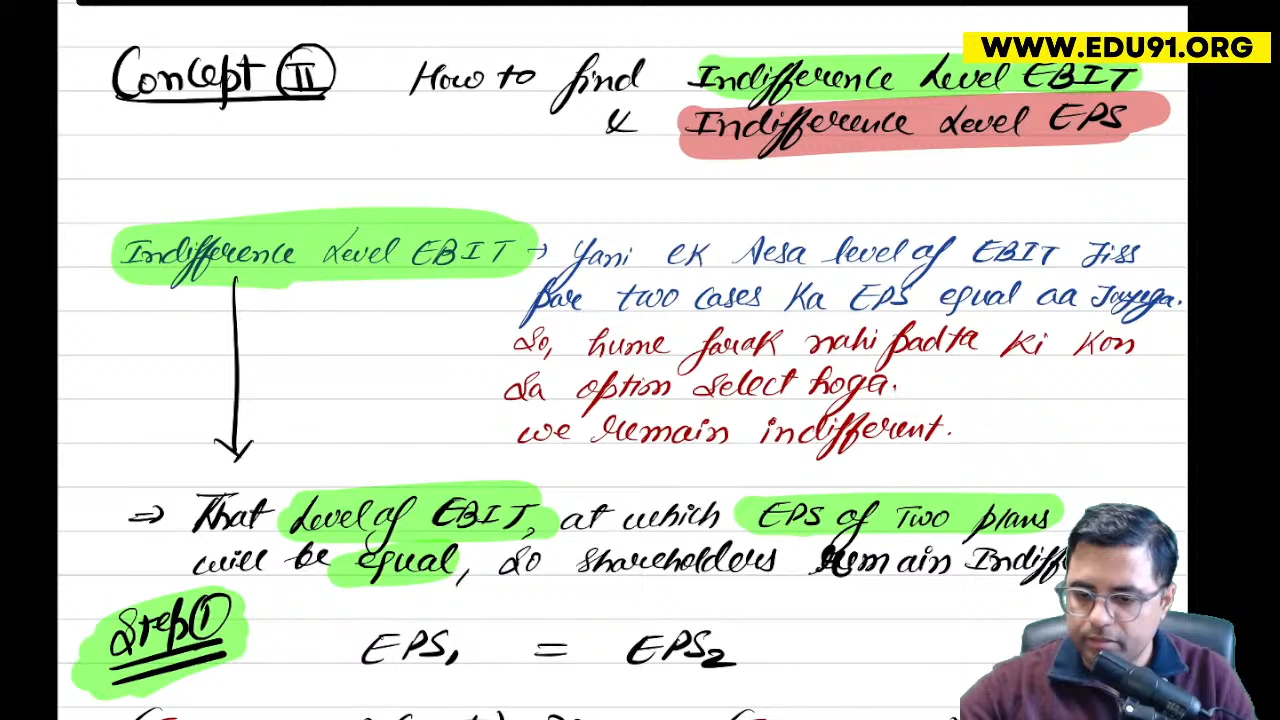 WWW.EDU91.ORG
Concept II How to find Indifference Level EBIT
& Indifference Level EPS
Indifference Level EBIT → Yani ek Aesa level of EBIT Jiss
par two cases Ka EPS equal aa Jayega.
So, hume farak nahi padta ki kon
sa option select hoga.
we remain indifferent.
⇒ That Level of EBIT, at which EPS of Two plans
will be equal, so shareholders remain Indiff
Step 1
EPS₁ = EPS₂